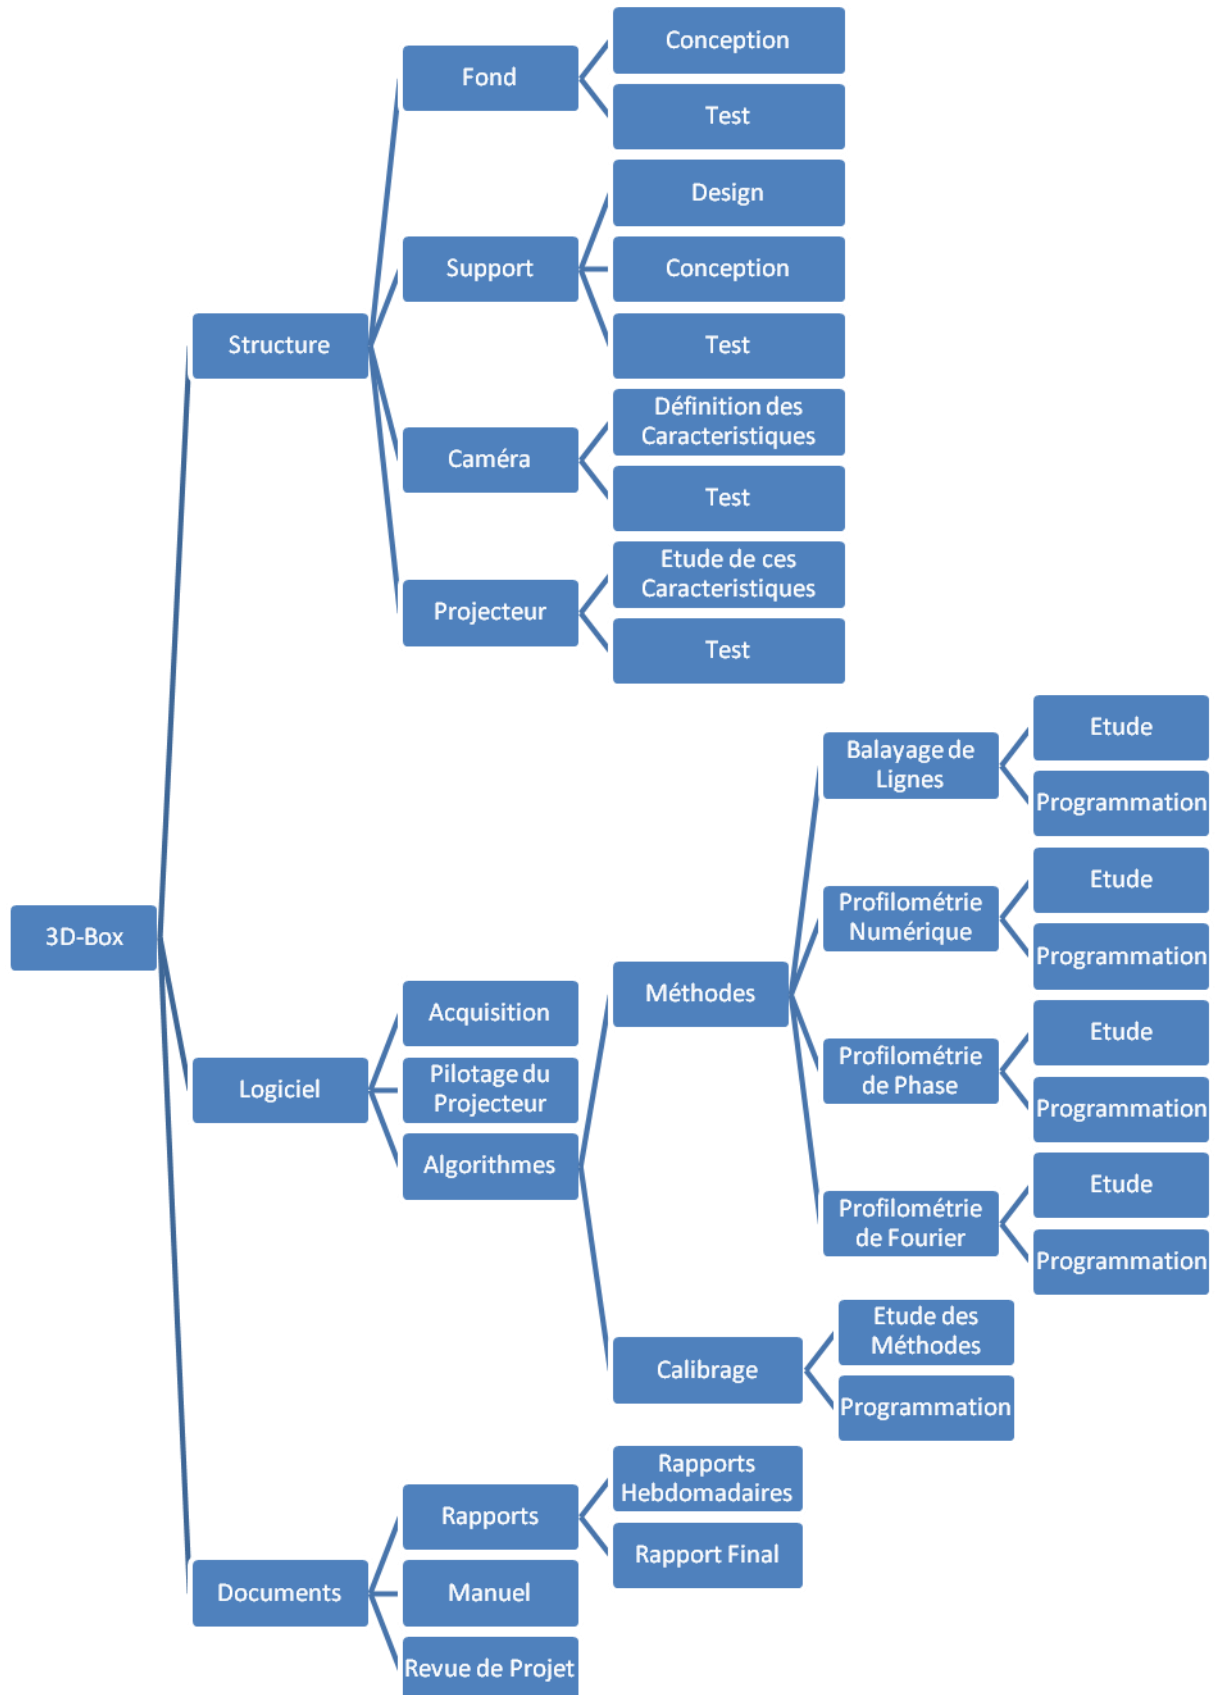 Conception
Fond
Test
Design
Support
Conception
Structure
Test
Définition des
Caracteristiques
Caméra
Test
Etude de ces
Caracteristiques
Projecteur
Test
Etude
Balayage de
Lignes
Programmation
Etude
Profilométrie
Numérique
3D-Box
Programmation
Méthodes
Acquisition
Etude
Profilométrie
de Phase
Pilotage du
Projecteur
Logiciel
Programmation
Algorithmes
Etude
Profilométrie
de Fourier
Programmation
Etude des
Méthodes
Calibrage
Programmation
Rapports
Hebdomadaires
Rapports
Rapport Final
Documents
Manuel
Revue de Projet